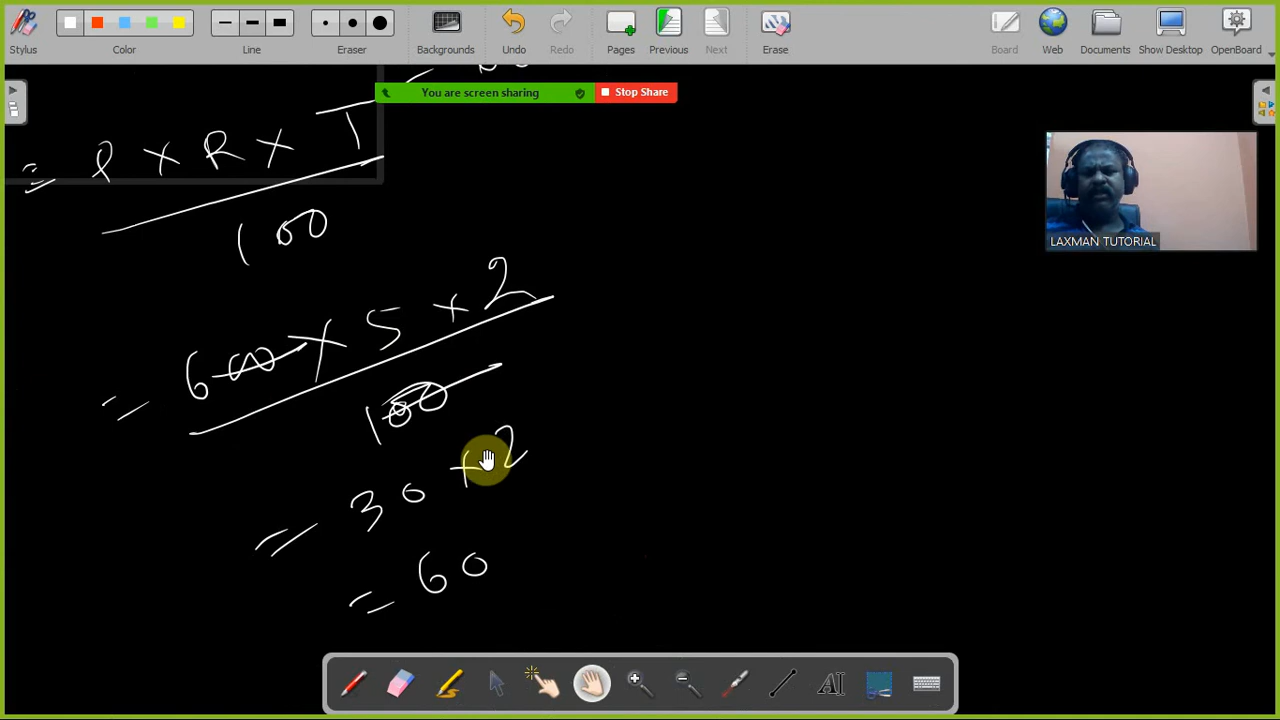 Stylus Color Line Eraser Backgrounds Undo Redo Pages Previous Next Erase Board Web Documents Show Desktop OpenBoard
You are screen sharing Stop Share
= P × R × T
100
LAXMAN TUTORIAL
= 600 × 5 × 2
100
= 30 × 2
= 60
AI